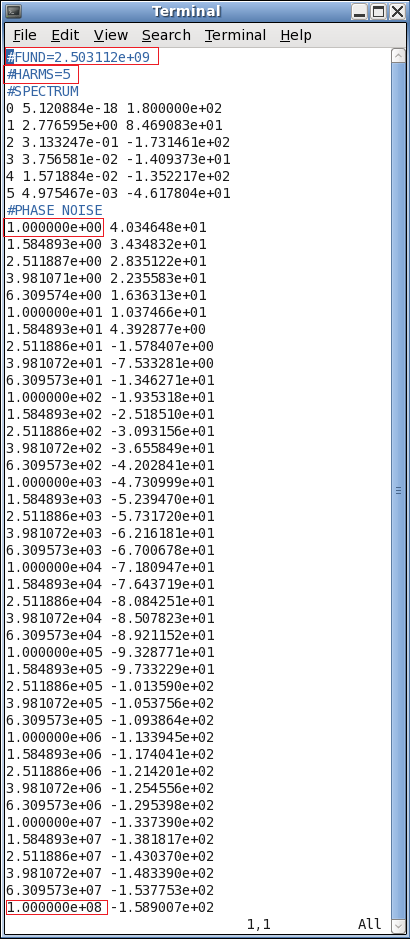 Terminal
File Edit View Search Terminal Help
#FUND=2.503112e+09
#HARMS=5
#SPECTRUM
0 5.120884e-18 1.800000e+02
1 2.776595e+00 8.469083e+01
2 3.133247e-01 -1.731461e+02
3 3.756581e-02 -1.409373e+01
4 1.571884e-02 -1.352217e+02
5 4.975467e-03 -4.617804e+01
#PHASE NOISE
1.000000e+00 4.034648e+01
1.584893e+00 3.434832e+01
2.511887e+00 2.835122e+01
3.981071e+00 2.235583e+01
6.309574e+00 1.636313e+01
1.000000e+01 1.037466e+01
1.584893e+01 4.392877e+00
2.511886e+01 -1.578407e+00
3.981072e+01 -7.533281e+00
6.309573e+01 -1.346271e+01
1.000000e+02 -1.935318e+01
1.584893e+02 -2.518510e+01
2.511886e+02 -3.093156e+01
3.981072e+02 -3.655849e+01
6.309573e+02 -4.202841e+01
1.000000e+03 -4.730999e+01
1.584893e+03 -5.239470e+01
2.511886e+03 -5.731720e+01
3.981072e+03 -6.216181e+01
6.309573e+03 -6.700678e+01
1.000000e+04 -7.180947e+01
1.584893e+04 -7.643719e+01
2.511886e+04 -8.084251e+01
3.981072e+04 -8.507823e+01
6.309573e+04 -8.921152e+01
1.000000e+05 -9.328771e+01
1.584893e+05 -9.733229e+01
2.511886e+05 -1.013590e+02
3.981072e+05 -1.053756e+02
6.309573e+05 -1.093864e+02
1.000000e+06 -1.133945e+02
1.584893e+06 -1.174041e+02
2.511886e+06 -1.214201e+02
3.981072e+06 -1.254556e+02
6.309573e+06 -1.295398e+02
1.000000e+07 -1.337390e+02
1.584893e+07 -1.381817e+02
2.511886e+07 -1.430370e+02
3.981072e+07 -1.483390e+02
6.309573e+07 -1.537753e+02
1.000000e+08 -1.589007e+02
1,1 All